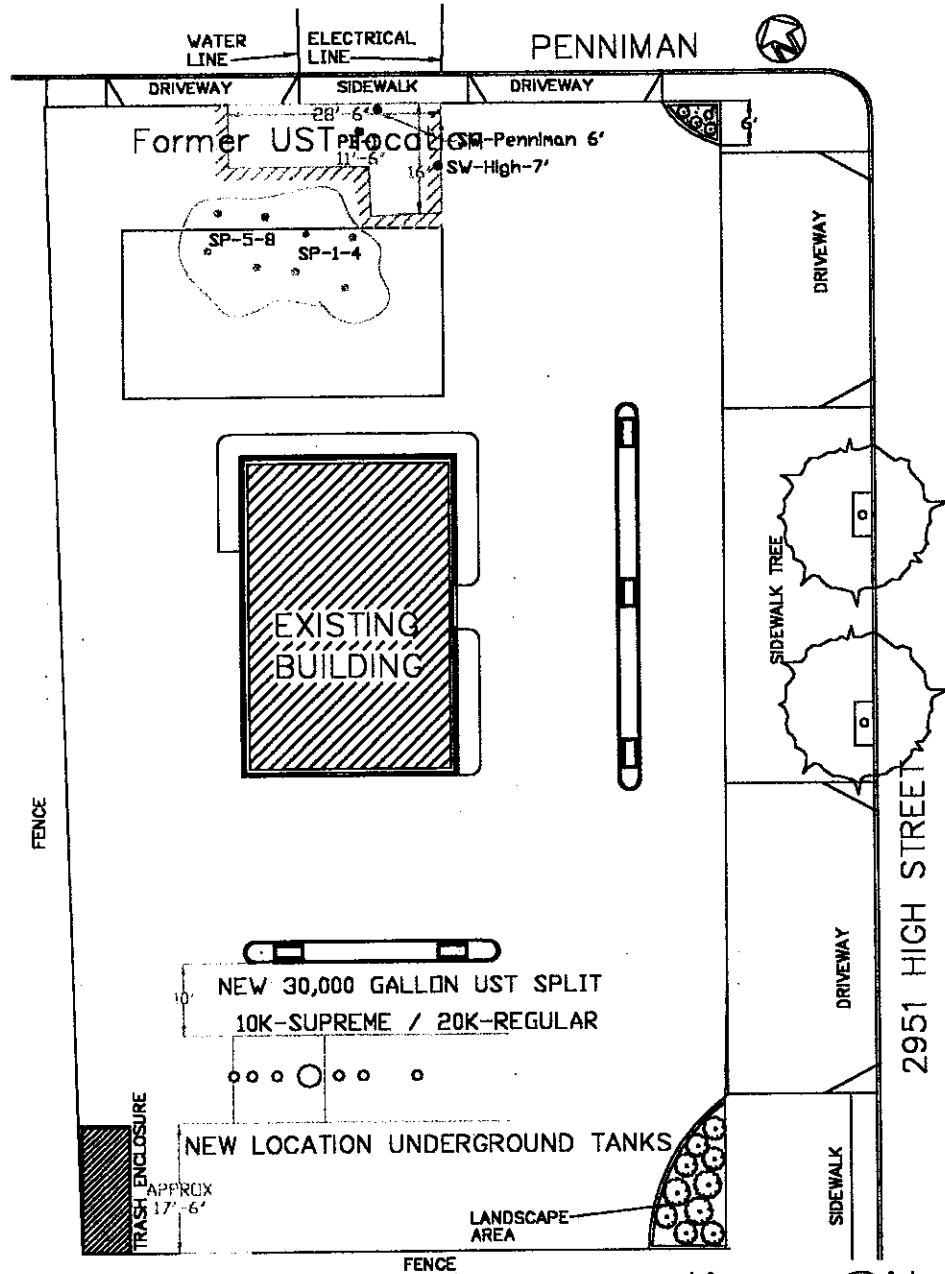 WATER
LINE
ELECTRICAL
LINE
PENNIMAN
DRIVEWAY
SIDEWALK
DRIVEWAY
28'-6"
Former UST location
11'-6"
SW-Penniman 6'
16'
SW-High-7'
6'
SP-5-8
SP-1-4
DRIVEWAY
EXISTING
BUILDING
SIDEWALK TREE
FENCE
2951 HIGH STREET
NEW 30,000 GALLON UST SPLIT
10'
10K-SUPREME / 20K-REGULAR
DRIVEWAY
NEW LOCATION UNDERGROUND TANKS
TRASH ENCLOSURE
APPROX
17'-6"
LANDSCAPE
AREA
SIDEWALK
FENCE